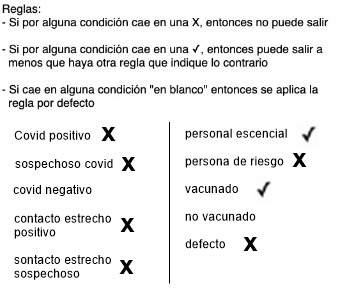 Reglas:
- Si por alguna condición cae en una X, entonces no puede salir
- Si por alguna condición cae en una ✓, entonces puede salir a
menos que haya otra regla que indique lo contrario
- Si cae en alguna condición "en blanco" entonces se aplica la
regla por defecto
Covid positivo X
sospechoso covid X
covid negativo
contacto estrecho
positivo X
sontacto estrecho
sospechoso X
personal escencial ✓
persona de riesgo X
vacunado ✓
no vacunado
defecto X